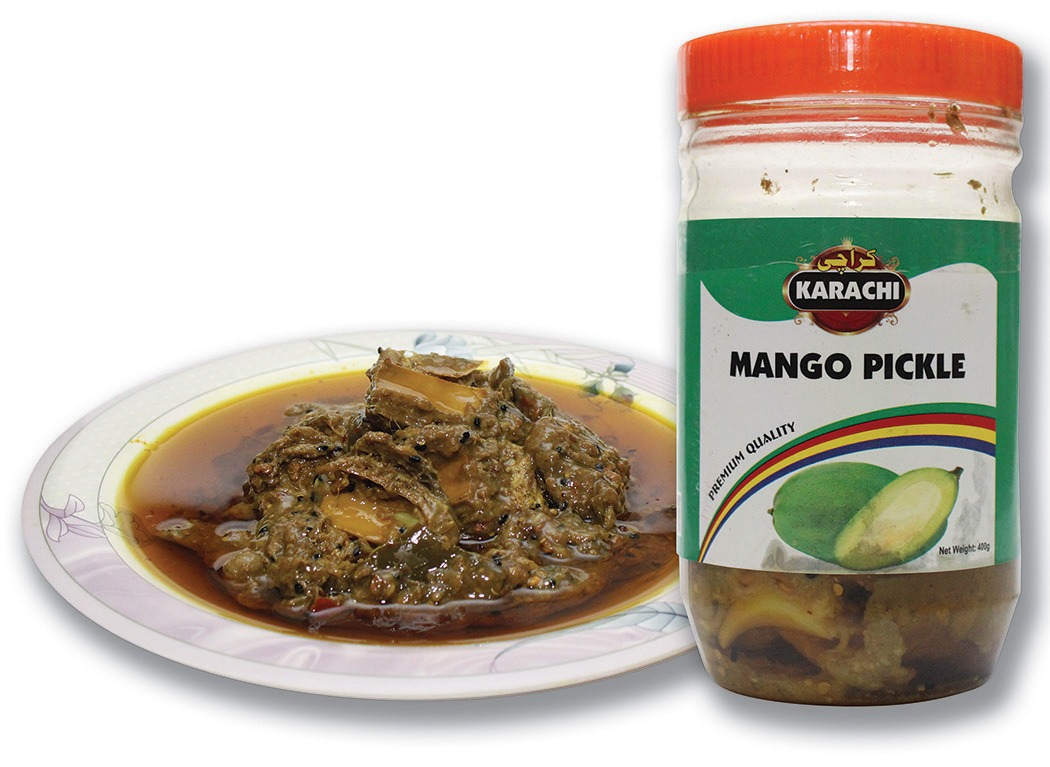 کراچی
KARACHI
MANGO PICKLE
PREMIUM QUALITY
Net Weight: 400g